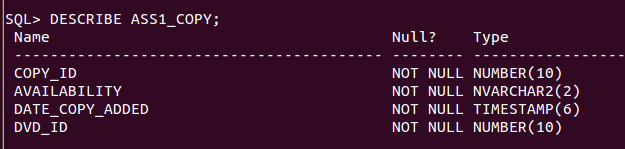 SQL> DESCRIBE ASS1_COPY;
Name Null? Type
----------------------------------------- -------- -----------------
COPY_ID NOT NULL NUMBER(10)
AVAILABILITY NOT NULL NVARCHAR2(2)
DATE_COPY_ADDED NOT NULL TIMESTAMP(6)
DVD_ID NOT NULL NUMBER(10)